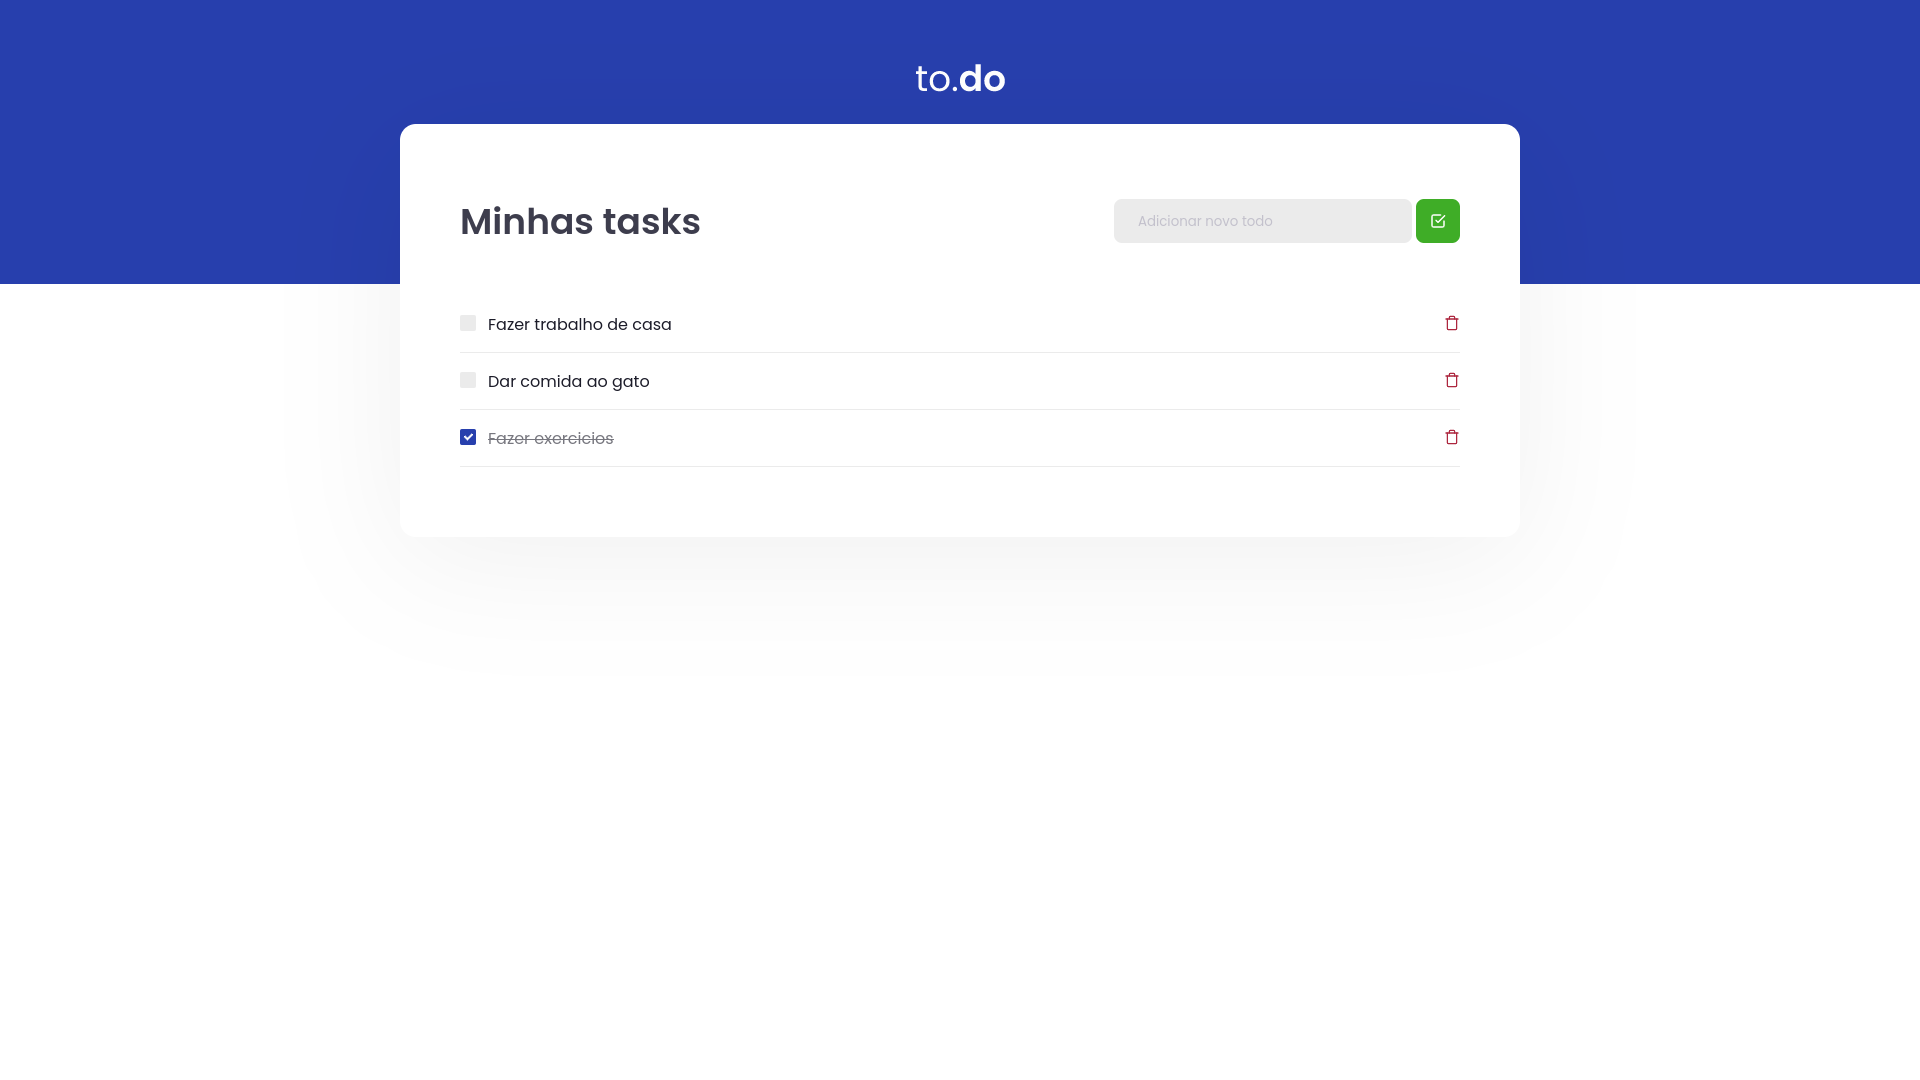 to.do
Minhas tasks
Adicionar novo todo
Fazer trabalho de casa
Dar comida ao gato
Fazer exercicios